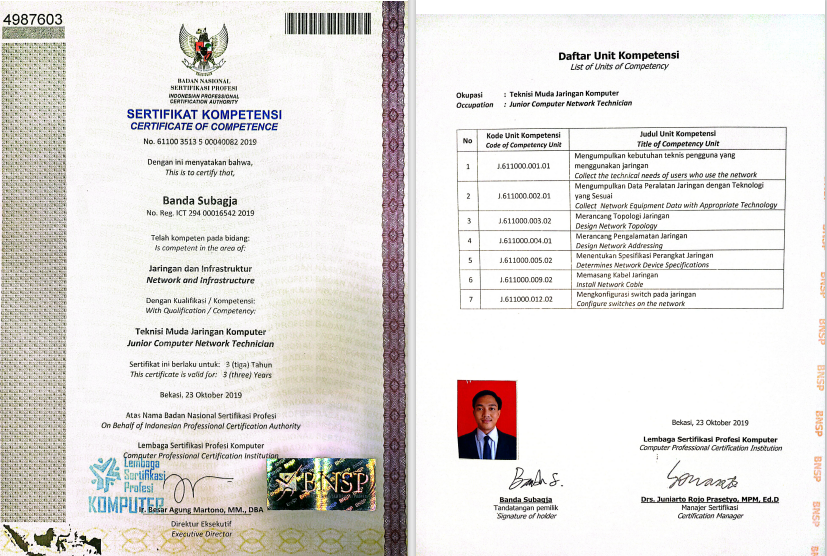 4987603
BADAN NASIONAL
SERTIFIKASI PROFESI
INDONESIAN PROFESSIONAL
CERTIFICATION AUTHORITY
SERTIFIKAT KOMPETENSI
CERTIFICATE OF COMPETENCE
No. 61100 3513 5 00040082 2019
Dengan ini menyatakan bahwa,
This is to certify that,
Banda Subagja
No. Reg. ICT 294 00016542 2019
Telah kompeten pada bidang:
Is competent in the area of:
Jaringan dan Infrastruktur
Network and Infrastructure
Dengan Kualifikasi / Kompetensi:
With Qualification / Competency:
Teknisi Muda Jaringan Komputer
Junior Computer Network Technician
Sertifikat ini berlaku untuk: 3 (tiga) Tahun
This certificate is valid for: 3 (three) Years
Bekasi, 23 Oktober 2019
Atas Nama Badan Nasional Sertifikasi Profesi
On Behalf of Indonesian Professional Certification Authority
Lembaga Sertifikasi Profesi Komputer
Computer Professional Certification Institution
Lembaga
Sertifikasi
Profesi
KOMPUTER
BNSP
Ir. Besar Agung Martono, MM., DBA
Direktur Eksekutif
Executive Director
Daftar Unit Kompetensi
List of Units of Competency
Okupasi : Teknisi Muda Jaringan Komputer
Occupation : Junior Computer Network Technician
No Kode Unit Kompetensi Judul Unit Kompetensi
Code of Competency Unit Title of Competency Unit
1 J.611000.001.01 Mengumpulkan kebutuhan teknis pengguna yang
menggunakan jaringan
Collect the technical needs of users who use the network
2 J.611000.002.01 Mengumpulkan Data Peralatan Jaringan dengan Teknologi
yang Sesuai
Collect Network Equipment Data with Appropriate Technology
3 J.611000.003.02 Merancang Topologi Jaringan
Design Network Topology
4 J.611000.004.01 Merancang Pengalamatan Jaringan
Design Network Addressing
5 J.611000.005.02 Menentukan Spesifikasi Perangkat Jaringan
Determines Network Device Specifications
6 J.611000.009.02 Memasang Kabel Jaringan
Install Network Cable
7 J.611000.012.02 Mengkonfigurasi switch pada jaringan
Configure switches on the network
Bekasi, 23 Oktober 2019
Lembaga Sertifikasi Profesi Komputer
Computer Professional Certification Institution
Banda S.
Banda Subagja
Tandatangan pemilik
Signature of holder
Drs. Juniarto Rojo Prasetyo, MPM, Ed.D
Manajer Sertifikasi
Certification Manager
BNSP
BNSP
BNSP
BNSP
BNSP